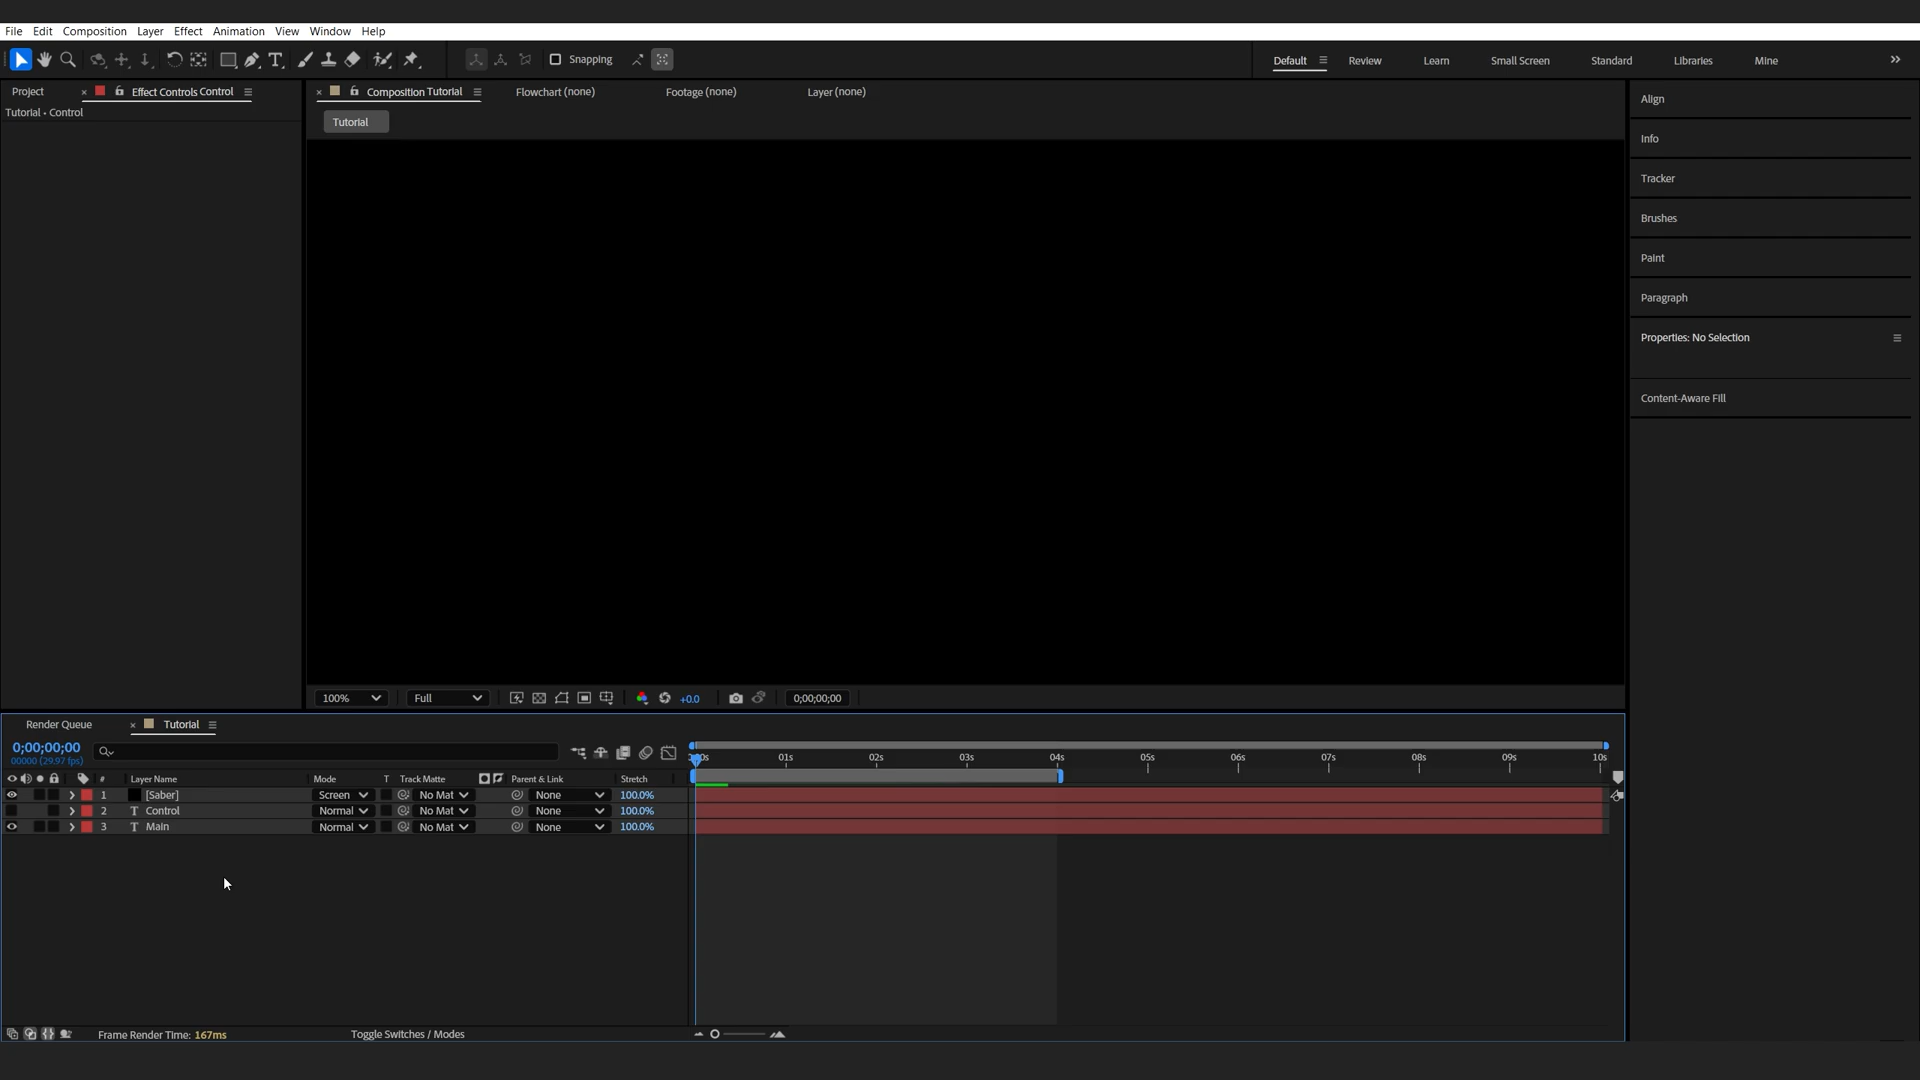 File Edit Composition Layer Effect Animation View Window Help
Snapping Default Review Learn Small Screen Standard Libraries Mine
Project Effect Controls Control
Composition Tutorial Flowchart (none) Footage (none) Layer (none)
Tutorial • Control
Tutorial
Align
Info
Tracker
Brushes
Paint
Paragraph
Properties: No Selection
Content-Aware Fill
100% Full +0.0 0;00;00;00
Render Queue Tutorial
0;00;00;00
00000 (29.97 fps)
01s 02s 03s 04s 05s 06s 07s 08s 09s 10s
# Layer Name Mode T Track Matte Parent & Link Stretch
1 [Saber] Screen No Mat None 100.0%
2 T Control Normal No Mat None 100.0%
3 T Main Normal No Mat None 100.0%
Frame Render Time: 167ms Toggle Switches / Modes